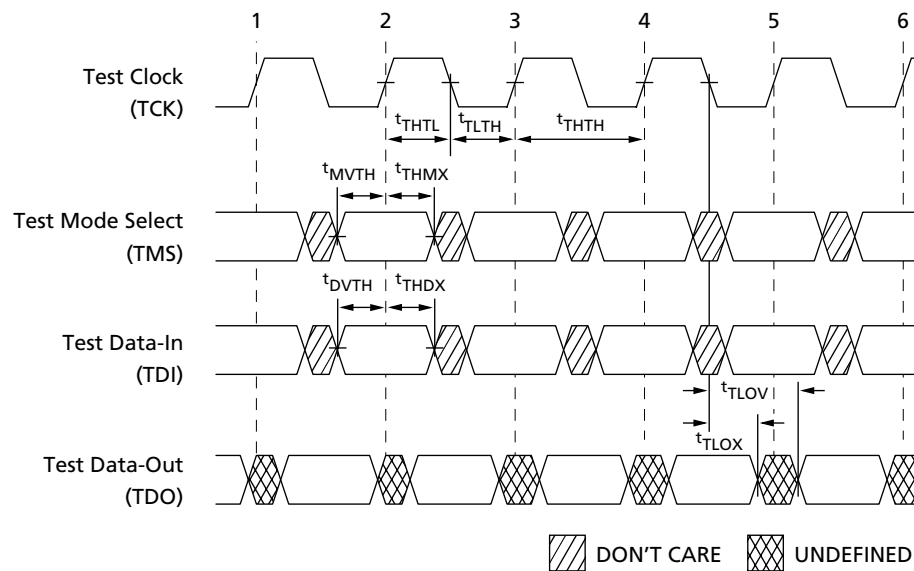 1 2 3 4 5 6
Test Clock
(TCK)
tTHTL tTLTH tTHTH
tMVTH tTHMX
Test Mode Select
(TMS)
tDVTH tTHDX
Test Data-In
(TDI)
tTLOV
tTLOX
Test Data-Out
(TDO)
DON'T CARE UNDEFINED